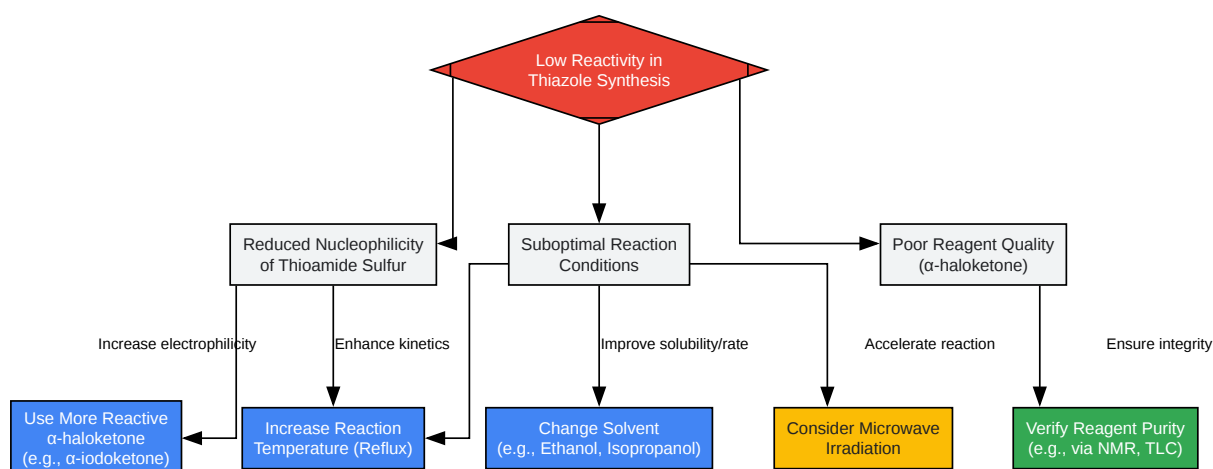 Low Reactivity in
Thiazole Synthesis
Reduced Nucleophilicity
of Thioamide Sulfur
Suboptimal Reaction
Conditions
Poor Reagent Quality
(α-haloketone)
Increase electrophilicity
Enhance kinetics
Improve solubility/rate
Accelerate reaction
Ensure integrity
Use More Reactive
α-haloketone
(e.g., α-iodoketone)
Increase Reaction
Temperature (Reflux)
Change Solvent
(e.g., Ethanol, Isopropanol)
Consider Microwave
Irradiation
Verify Reagent Purity
(e.g., via NMR, TLC)